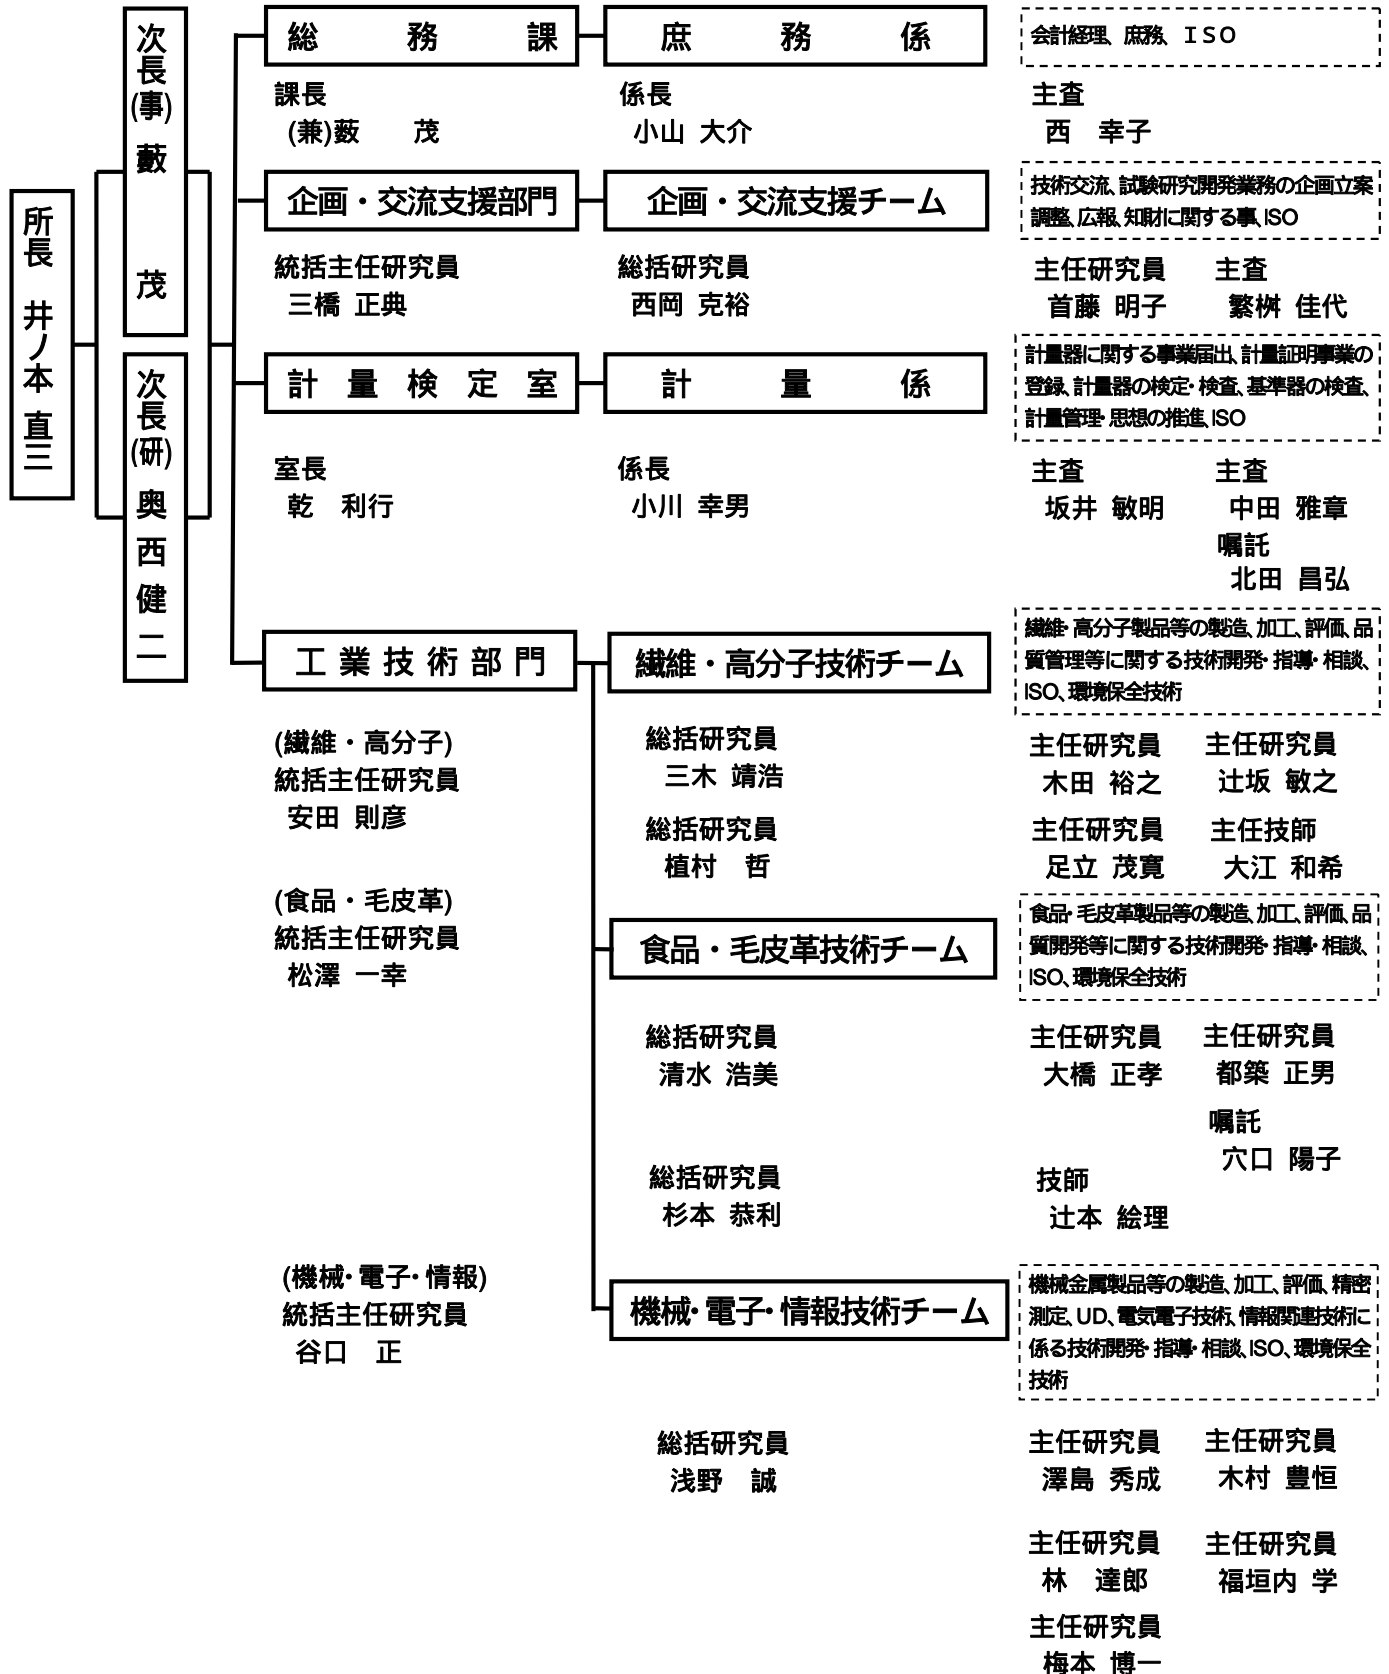 所長 井ノ本 直三
次長(事) 藪 茂
次長(研) 奥西健二
総務課
庶務係
会計経理、庶務、ISO
課長
(兼)薮 茂
係長
小山 大介
主査
西 幸子
企画・交流支援部門
企画・交流支援チーム
技術交流、試験研究開発業務の企画立案
調整、広報、知財に関する事、ISO
統括主任研究員
三橋 正典
総括研究員
西岡 克裕
主任研究員
首藤 明子
主査
繁桝 佳代
計量検定室
計量係
計量器に関する事業届出、計量証明事業の
登録、計量器の検定・検査、基準器の検査、
計量管理・思想の推進、ISO
室長
乾 利行
係長
小川 幸男
主査
坂井 敏明
主査
中田 雅章
嘱託
北田 昌弘
工業技術部門
繊維・高分子技術チーム
繊維・高分子製品等の製造、加工、評価、品
質管理等に関する技術開発・指導・相談、
ISO、環境保全技術
(繊維・高分子)
統括主任研究員
安田 則彦
総括研究員
三木 靖浩
主任研究員
木田 裕之
主任研究員
辻坂 敏之
総括研究員
植村 哲
主任研究員
足立 茂寛
主任技師
大江 和希
(食品・毛皮革)
統括主任研究員
松澤 一幸
食品・毛皮革技術チーム
食品・毛皮革製品等の製造、加工、評価、品
質開発等に関する技術開発・指導・相談、
ISO、環境保全技術
総括研究員
清水 浩美
主任研究員
大橋 正孝
主任研究員
都築 正男
嘱託
穴口 陽子
総括研究員
杉本 恭利
技師
辻本 絵理
(機械・電子・情報)
統括主任研究員
谷口 正
機械・電子・情報技術チーム
機械金属製品等の製造、加工、評価、精密
測定、UD、電気電子技術、情報関連技術に
係る技術開発・指導・相談、ISO、環境保全
技術
総括研究員
浅野 誠
主任研究員
澤島 秀成
主任研究員
木村 豊恒
主任研究員
林 達郎
主任研究員
福垣内 学
主任研究員
梅本 博一